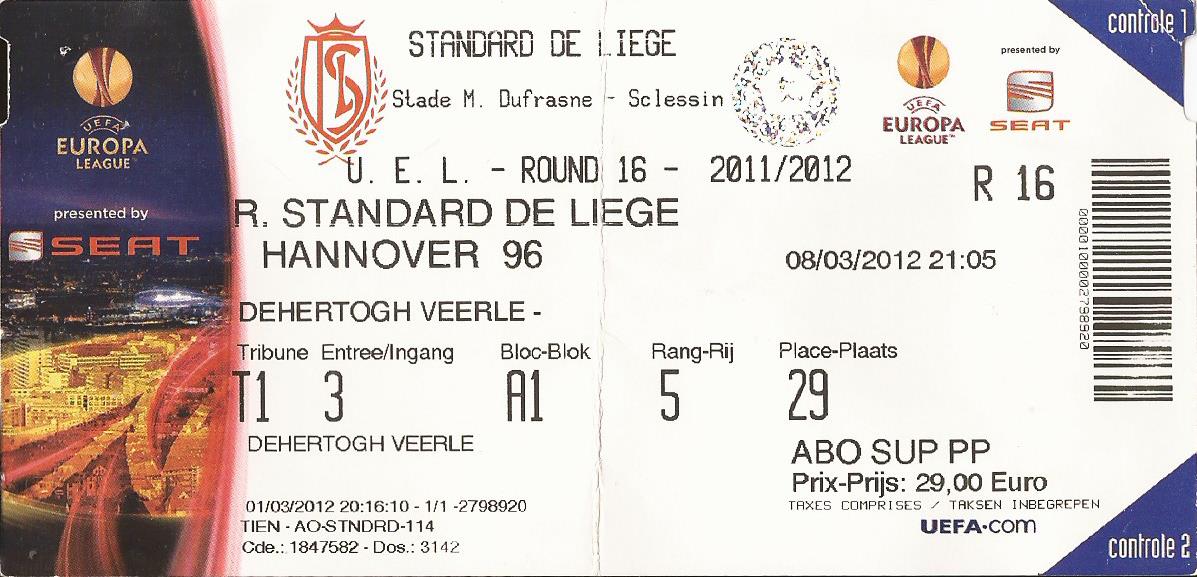 UEFA
EUROPA
LEAGUE™
presented by
SEAT
STANDARD DE LIEGE
Stade M. Dufrasne - Sclessin
UEFA
EUROPA
LEAGUE™
presented by
SEAT
controle 1
U. E. L. - ROUND 16 - 2011/2012
R 16
R. STANDARD DE LIEGE
HANNOVER 96
08/03/2012 21:05
00001000002798920
DEHERTOGH VEERLE -
Tribune Entree/Ingang Bloc-Blok Rang-Rij Place-Plaats
T1 3 A1 5 29
DEHERTOGH VEERLE
ABO SUP PP
Prix-Prijs: 29,00 Euro
TAXES COMPRISES / TAKSEN INBEGREPEN
UEFA.com
01/03/2012 20:16:10 - 1/1 -2798920
TIEN - AO-STNDRD-114
Cde.: 1847582 - Dos.: 3142
controle 2